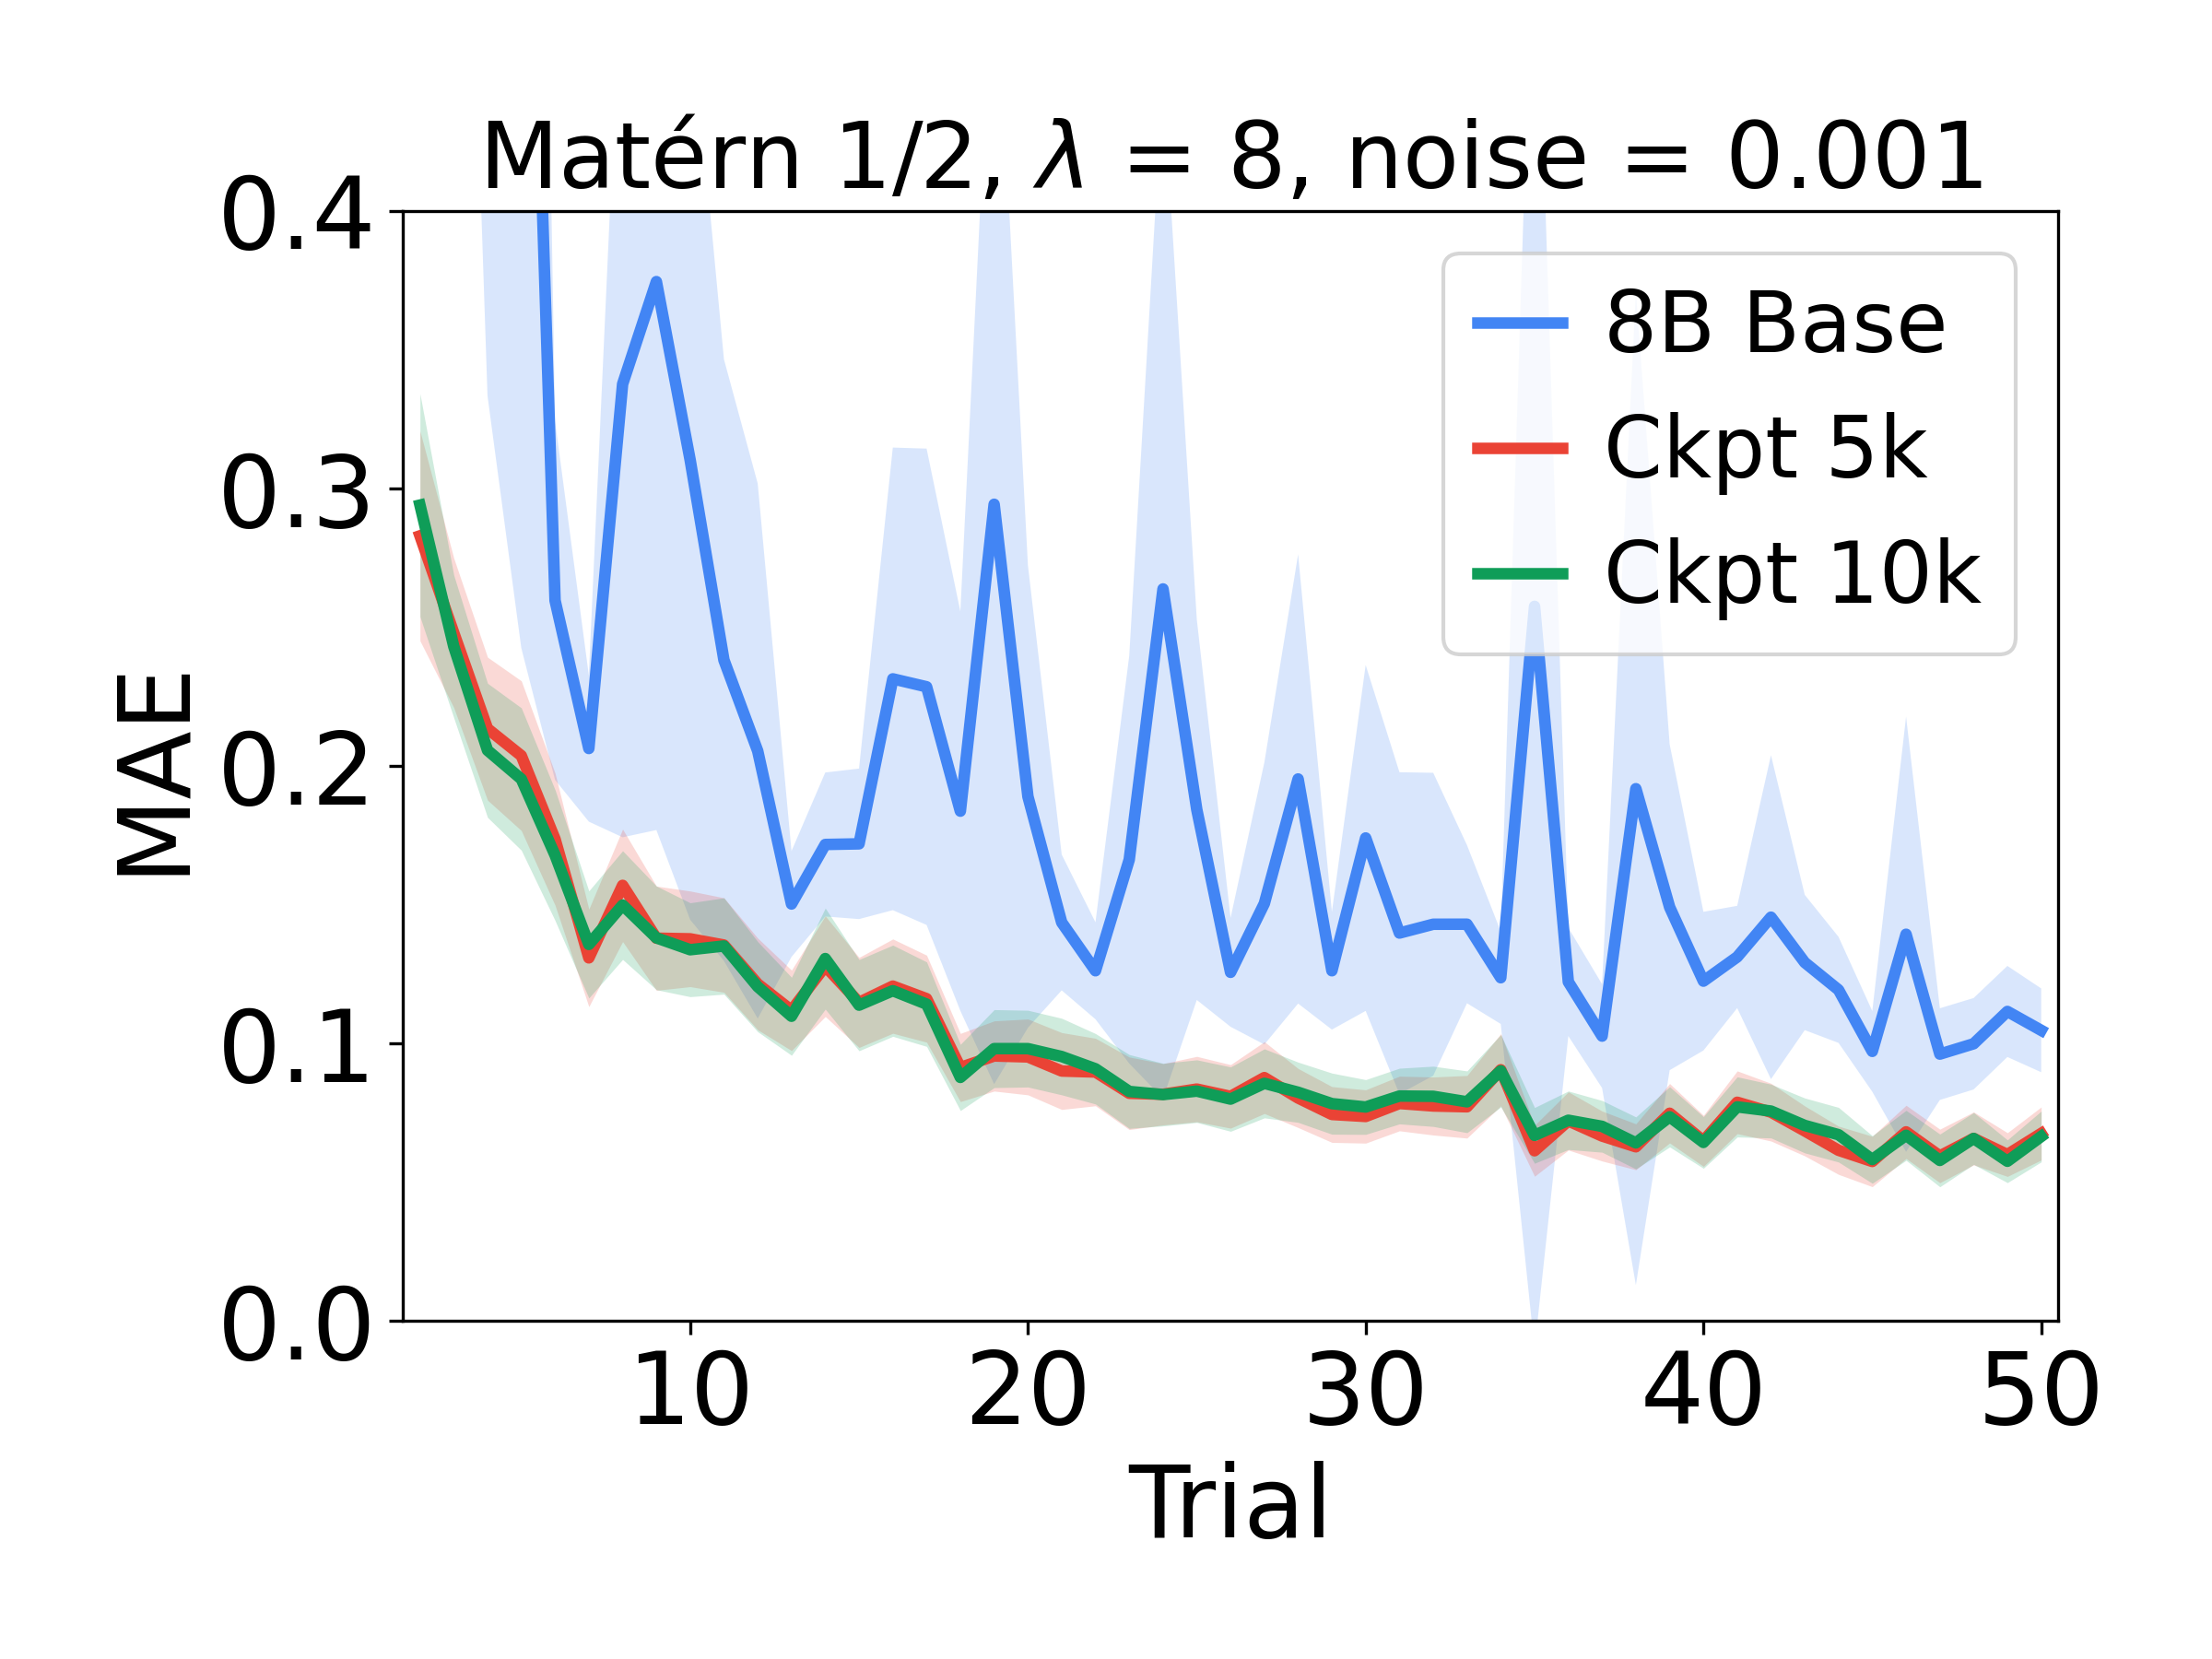 Matérn 1/2, λ = 8, noise = 0.001
0.4
0.3
0.2
0.1
0.0
MAE
8B Base
Ckpt 5k
Ckpt 10k
10 20 30 40 50
Trial